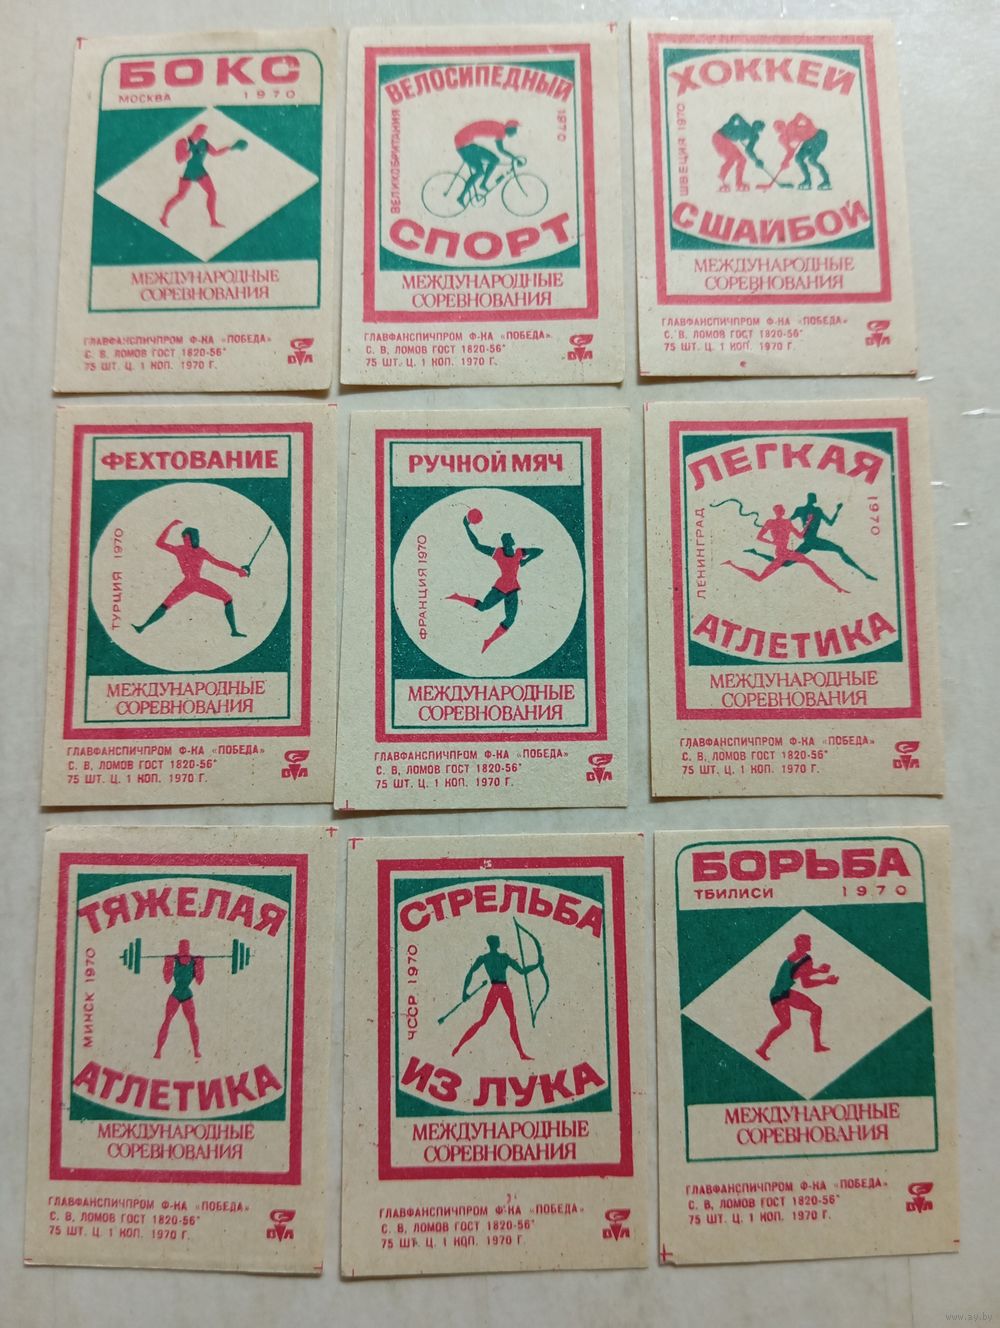 БОКС
МОСКВА 1970
МЕЖДУНАРОДНЫЕ
СОРЕВНОВАНИЯ
ГЛАВФАНСПИЧПРОМ Ф-КА «ПОБЕДА»
С. В. ЛОМОВ ГОСТ 1820-56*
75 ШТ. Ц. 1 КОП. 1970 Г.
ВЕЛОСИПЕДНЫЙ
ВЕЛИКОБРИТАНИЯ
1970
СПОРТ
МЕЖДУНАРОДНЫЕ
СОРЕВНОВАНИЯ
ГЛАВФАНСПИЧПРОМ Ф-КА «ПОБЕДА»
С. В. ЛОМОВ ГОСТ 1820-56*
75 ШТ. Ц. 1 КОП. 1970 Г.
ХОККЕЙ
ШВЕЦИЯ 1970
С ШАЙБОЙ
МЕЖДУНАРОДНЫЕ
СОРЕВНОВАНИЯ
ГЛАВФАНСПИЧПРОМ Ф-КА «ПОБЕДА»
С. В. ЛОМОВ ГОСТ 1820-56*
75 ШТ. Ц. 1 КОП. 1970 Г.
ФЕХТОВАНИЕ
ТУРЦИЯ 1970
МЕЖДУНАРОДНЫЕ
СОРЕВНОВАНИЯ
ГЛАВФАНСПИЧПРОМ Ф-КА «ПОБЕДА»
С. В. ЛОМОВ ГОСТ 1820-56*
75 ШТ. Ц. 1 КОП. 1970 Г.
РУЧНОЙ МЯЧ
ФРАНЦИЯ 1970
МЕЖДУНАРОДНЫЕ
СОРЕВНОВАНИЯ
ГЛАВФАНСПИЧПРОМ Ф-КА «ПОБЕДА»
С. В. ЛОМОВ ГОСТ 1820-56*
75 ШТ. Ц. 1 КОП. 1970 Г.
ЛЕГКАЯ
ЛЕНИНГРАД
1970
АТЛЕТИКА
МЕЖДУНАРОДНЫЕ
СОРЕВНОВАНИЯ
ГЛАВФАНСПИЧПРОМ Ф-КА «ПОБЕДА»
С. В. ЛОМОВ ГОСТ 1820-56*
75 ШТ. Ц. 1 КОП. 1970 Г.
ТЯЖЕЛАЯ
МИНСК 1970
АТЛЕТИКА
МЕЖДУНАРОДНЫЕ
СОРЕВНОВАНИЯ
ГЛАВФАНСПИЧПРОМ Ф-КА «ПОБЕДА»
С. В. ЛОМОВ ГОСТ 1820-56*
75 ШТ. Ц. 1 КОП. 1970 Г.
СТРЕЛЬБА
ЧССР 1970
ИЗ ЛУКА
МЕЖДУНАРОДНЫЕ
СОРЕВНОВАНИЯ
ГЛАВФАНСПИЧПРОМ Ф-КА «ПОБЕДА»
С. В. ЛОМОВ ГОСТ 1820-56*
75 ШТ. Ц. 1 КОП. 1970 Г.
БОРЬБА
ТБИЛИСИ 1970
МЕЖДУНАРОДНЫЕ
СОРЕВНОВАНИЯ
ГЛАВФАНСПИЧПРОМ Ф-КА «ПОБЕДА»
С. В. ЛОМОВ ГОСТ 1820-56*
75 ШТ. Ц. 1 КОП. 1970 Г.
www.ay.by